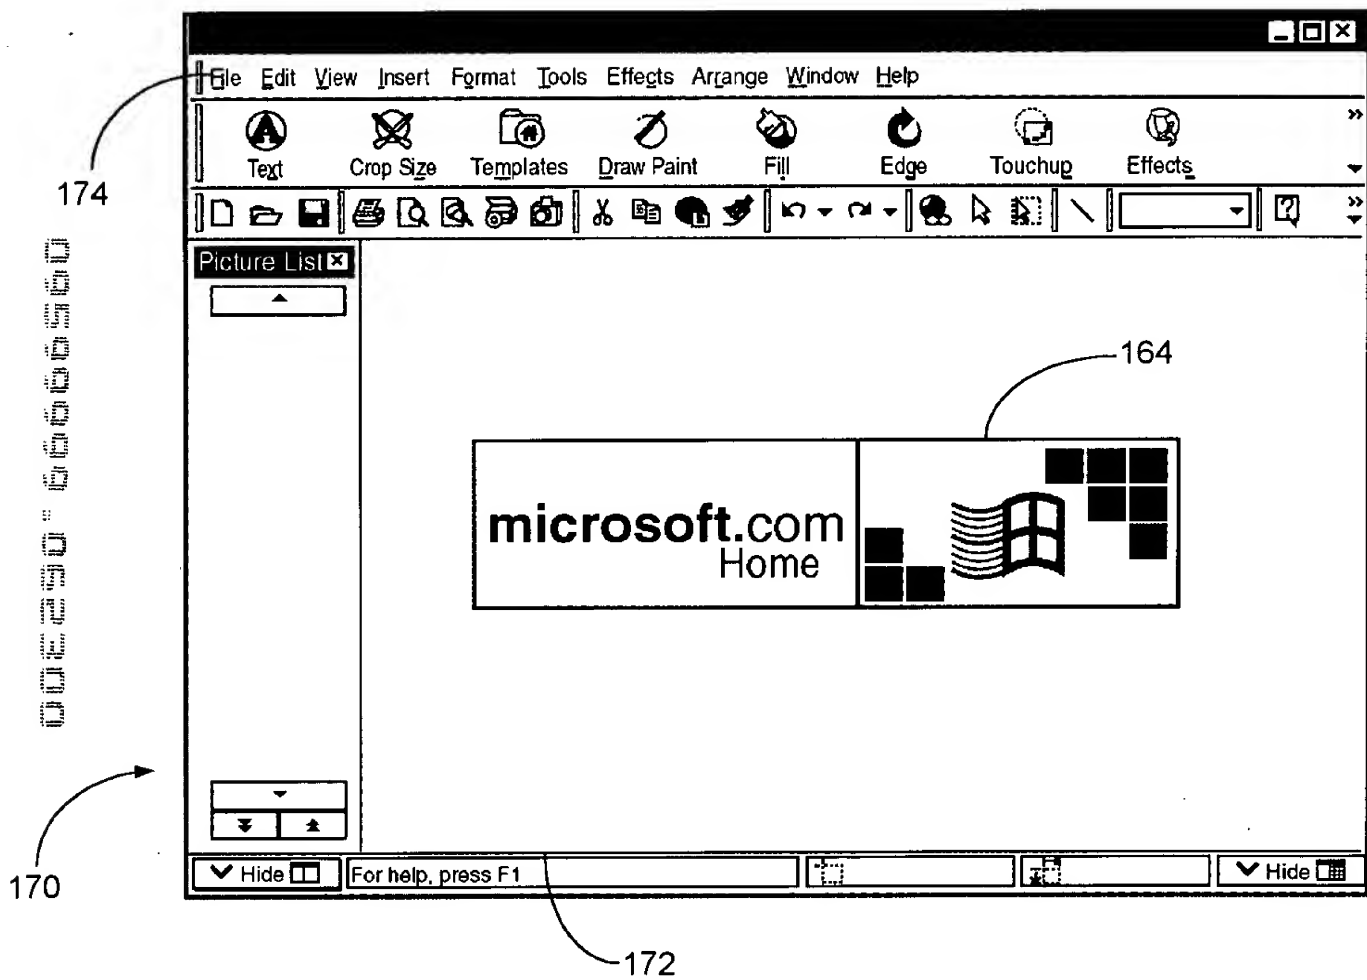 File Edit View Insert Format Tools Effects Arrange Window Help
Text Crop Size Templates Draw Paint Fill Edge Touchup Effects
174
Picture List
164
microsoft.com
Home
Hide For help, press F1 Hide
170
172